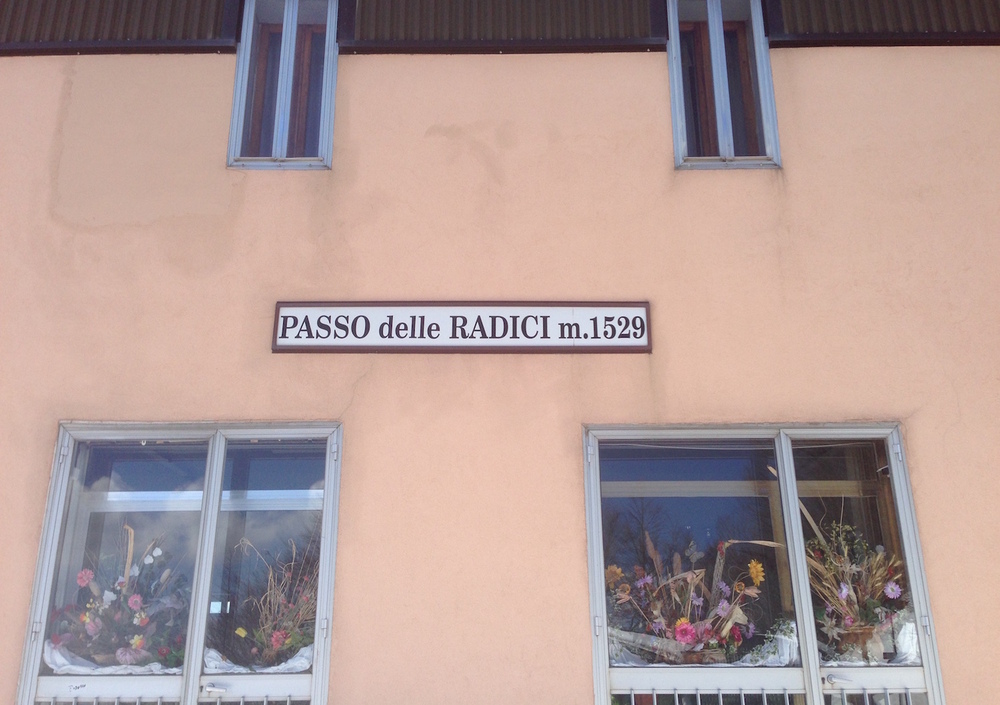 PASSO delle RADICI m.1529